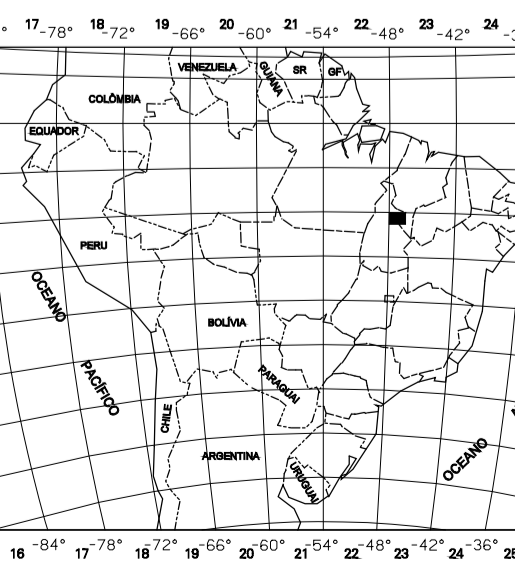 ° 17 -78° 18 -72° 19 -66° 20 -60° 21 -54° 22 -48° 23 -42° 24
VENEZUELA
GUIANA
SR
GF
COLÔMBIA
EQUADOR
PERU
OCEANO
PACÍFICO
BOLÍVIA
PARAGUAI
CHILE
ARGENTINA
URUGUAI
OCEANO
16 -84° 17 -78° 18 -72° 19 -66° 20 -60° 21 -54° 22 -48° 23 -42° 24 -36° 25